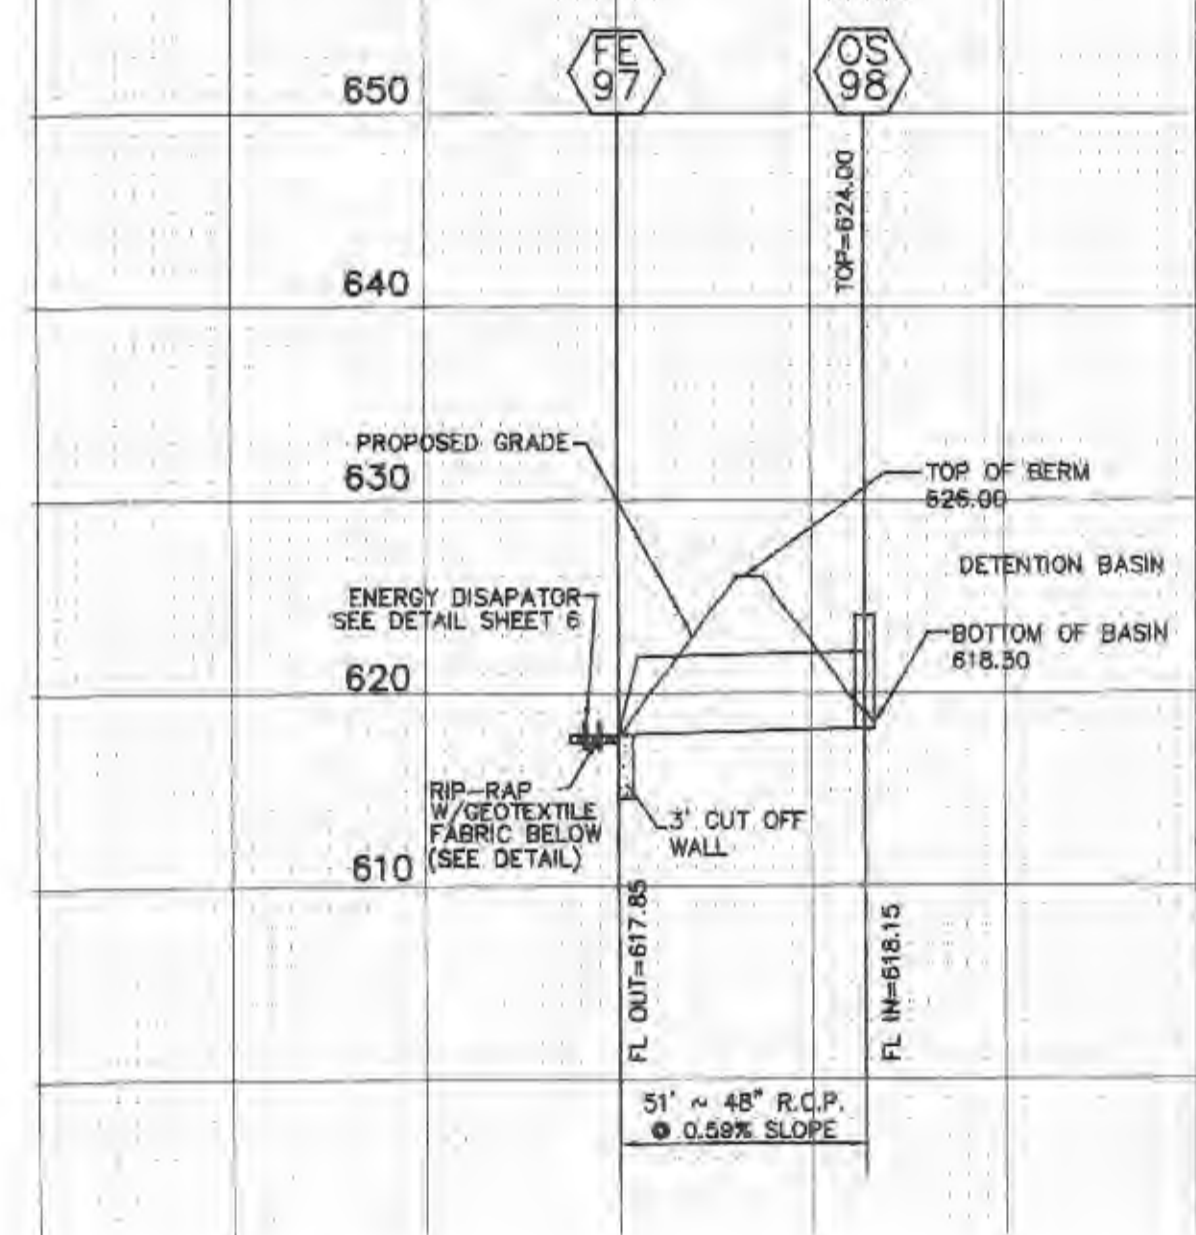 FE
97
OS
98
650
TOP=624.00
640
PROPOSED GRADE
630
TOP OF BERM
626.00
DETENTION BASIN
ENERGY DISAPATOR
SEE DETAIL SHEET 6
BOTTOM OF BASIN
618.30
620
RIP-RAP
W/GEOTEXTILE
FABRIC BELOW
(SEE DETAIL)
3' CUT OFF
WALL
610
FL OUT=617.85
FL IN=618.15
51' ~ 48" R.C.P.
@ 0.59% SLOPE